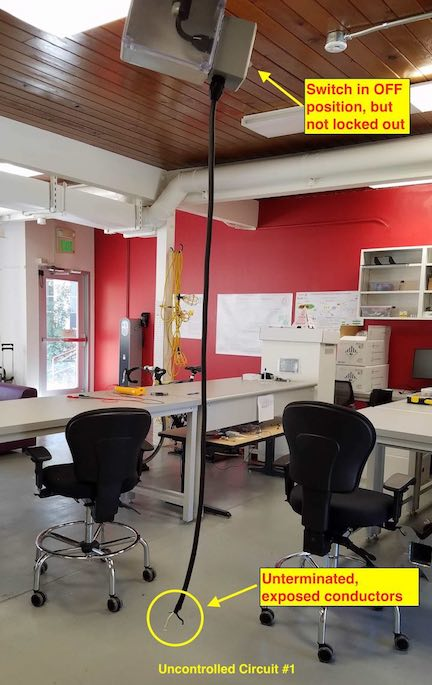 Switch in OFF
position, but
not locked out
Unterminated,
exposed conductors
Uncontrolled Circuit #1